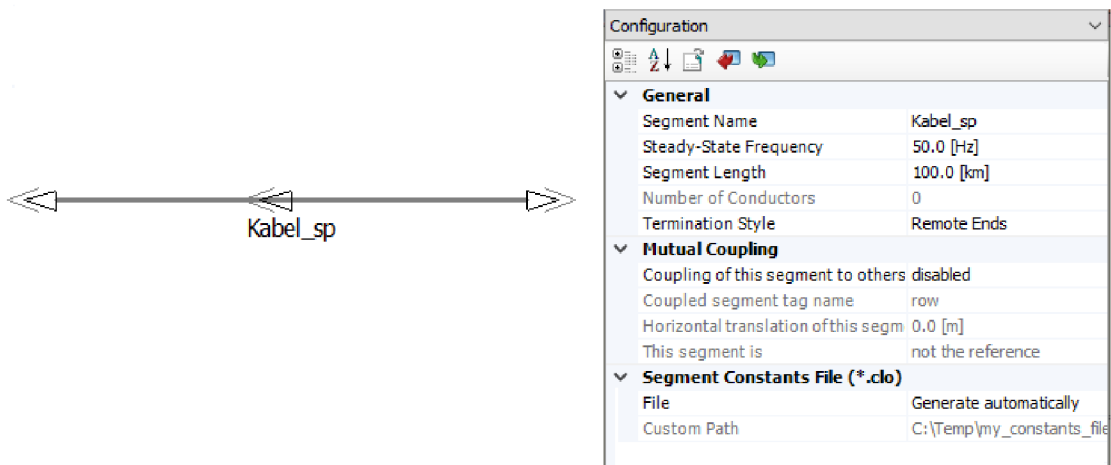 Kabel_sp
Configuration
General
Segment Name Kabel_sp
Steady-State Frequency 50.0 [Hz]
Segment Length 100.0 [km]
Number of Conductors 0
Termination Style Remote Ends
Mutual Coupling
Coupling of this segment to others disabled
Coupled segment tag name row
Horizontal translation of this segm 0.0 [m]
This segment is not the reference
Segment Constants File (*.clo)
File Generate automatically
Custom Path C:\Temp\my_constants_file